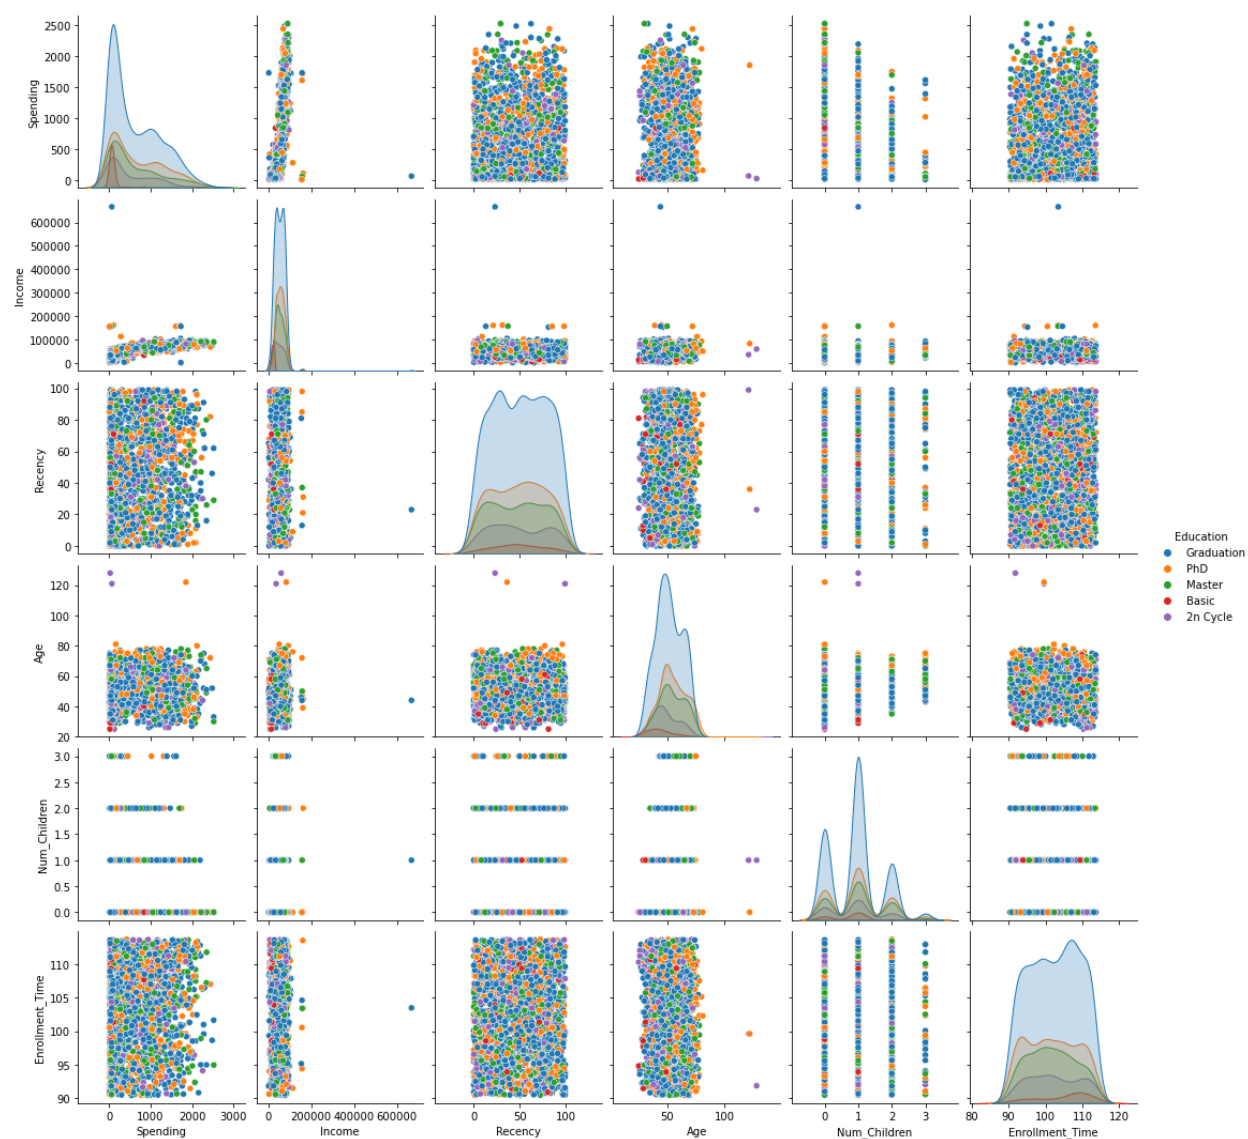 2500
2000
1500
1000
500
0
Spending
600000
500000
400000
300000
200000
100000
0
Income
100
80
60
40
20
0
Recency
Education
Graduation
PhD
Master
Basic
2n Cycle
120
100
80
60
40
20
Age
3.0
2.5
2.0
1.5
1.0
0.5
0.0
Num_Children
110
105
100
95
90
Enrollment_Time
0 1000 2000 3000
0 200000 400000 600000
0 50 100
50 100
0 1 2 3
80 90 100 110 120
Spending Income Recency Age Num_Children Enrollment_Time